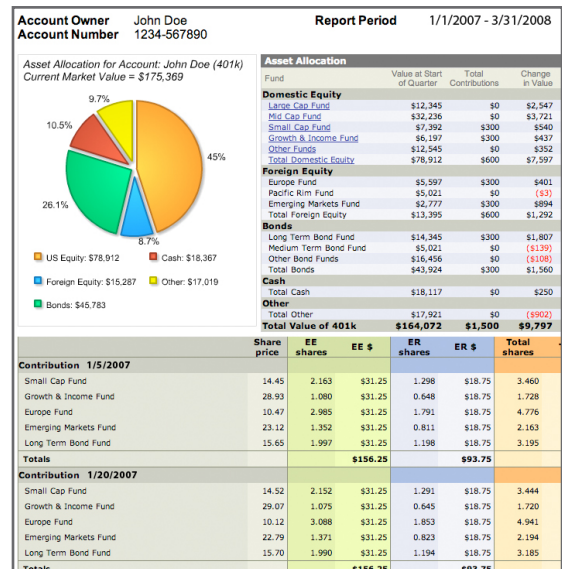 Account Owner John Doe Report Period 1/1/2007 - 3/31/2008
Account Number 1234-567890
Asset Allocation for Account: John Doe (401k)
Current Market Value = $175,369
9.7%
10.5%
45%
26.1%
8.7%
US Equity: $78.912 Cash: $18.367
Foreign Equity: $15,287 Other: $17.019
Bonds: $45,783
Asset Allocation
Fund Value at Start of Quarter Total Contributions Change in Value
Domestic Equity
Large Cap Fund $12,345 $0 $2,547
Mid Cap Fund $32,236 $0 $3,721
Small Cap Fund $7,392 $300 $540
Growth & Income Fund $6,197 $300 $437
Other Funds $12,545 $0 $352
Total Domestic Equity $78,912 $600 $7,597
Foreign Equity
Europe Fund $5,597 $300 $401
Pacific Rim Fund $5,021 $0 ($3)
Emerging Markets Fund $2,777 $300 $894
Total Foreign Equity $13,395 $600 $1,292
Bonds
Long Term Bond Fund $14,345 $300 $1,807
Medium Term Bond Fund $5,021 $0 ($139)
Other Bond Funds $16,456 $0 ($108)
Total Bonds $43,924 $300 $1,560
Cash
Total Cash $18,117 $0 $250
Other
Total Other $17,921 $0 ($902)
Total Value of 401k $164,072 $1,500 $9,797
Share price EE shares EE $ ER shares ER $ Total shares
Contribution 1/5/2007
Small Cap Fund 14.45 2.163 $31.25 1.298 $18.75 3.460
Growth & Income Fund 28.93 1.080 $31.25 0.648 $18.75 1.728
Europe Fund 10.47 2.985 $31.25 1.791 $18.75 4.776
Emerging Markets Fund 23.12 1.352 $31.25 0.811 $18.75 2.163
Long Term Bond Fund 15.65 1.997 $31.25 1.198 $18.75 3.195
Totals $156.25 $93.75
Contribution 1/20/2007
Small Cap Fund 14.52 2.152 $31.25 1.291 $18.75 3.444
Growth & Income Fund 29.07 1.075 $31.25 0.645 $18.75 1.720
Europe Fund 10.12 3.088 $31.25 1.853 $18.75 4.941
Emerging Markets Fund 22.79 1.371 $31.25 0.823 $18.75 2.194
Long Term Bond Fund 15.70 1.990 $31.25 1.194 $18.75 3.185
Totals $156.25 $93.75